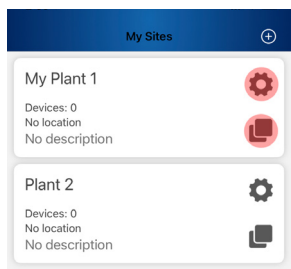 My Sites
My Plant 1
Devices: 0
No location
No description
Plant 2
Devices: 0
No location
No description